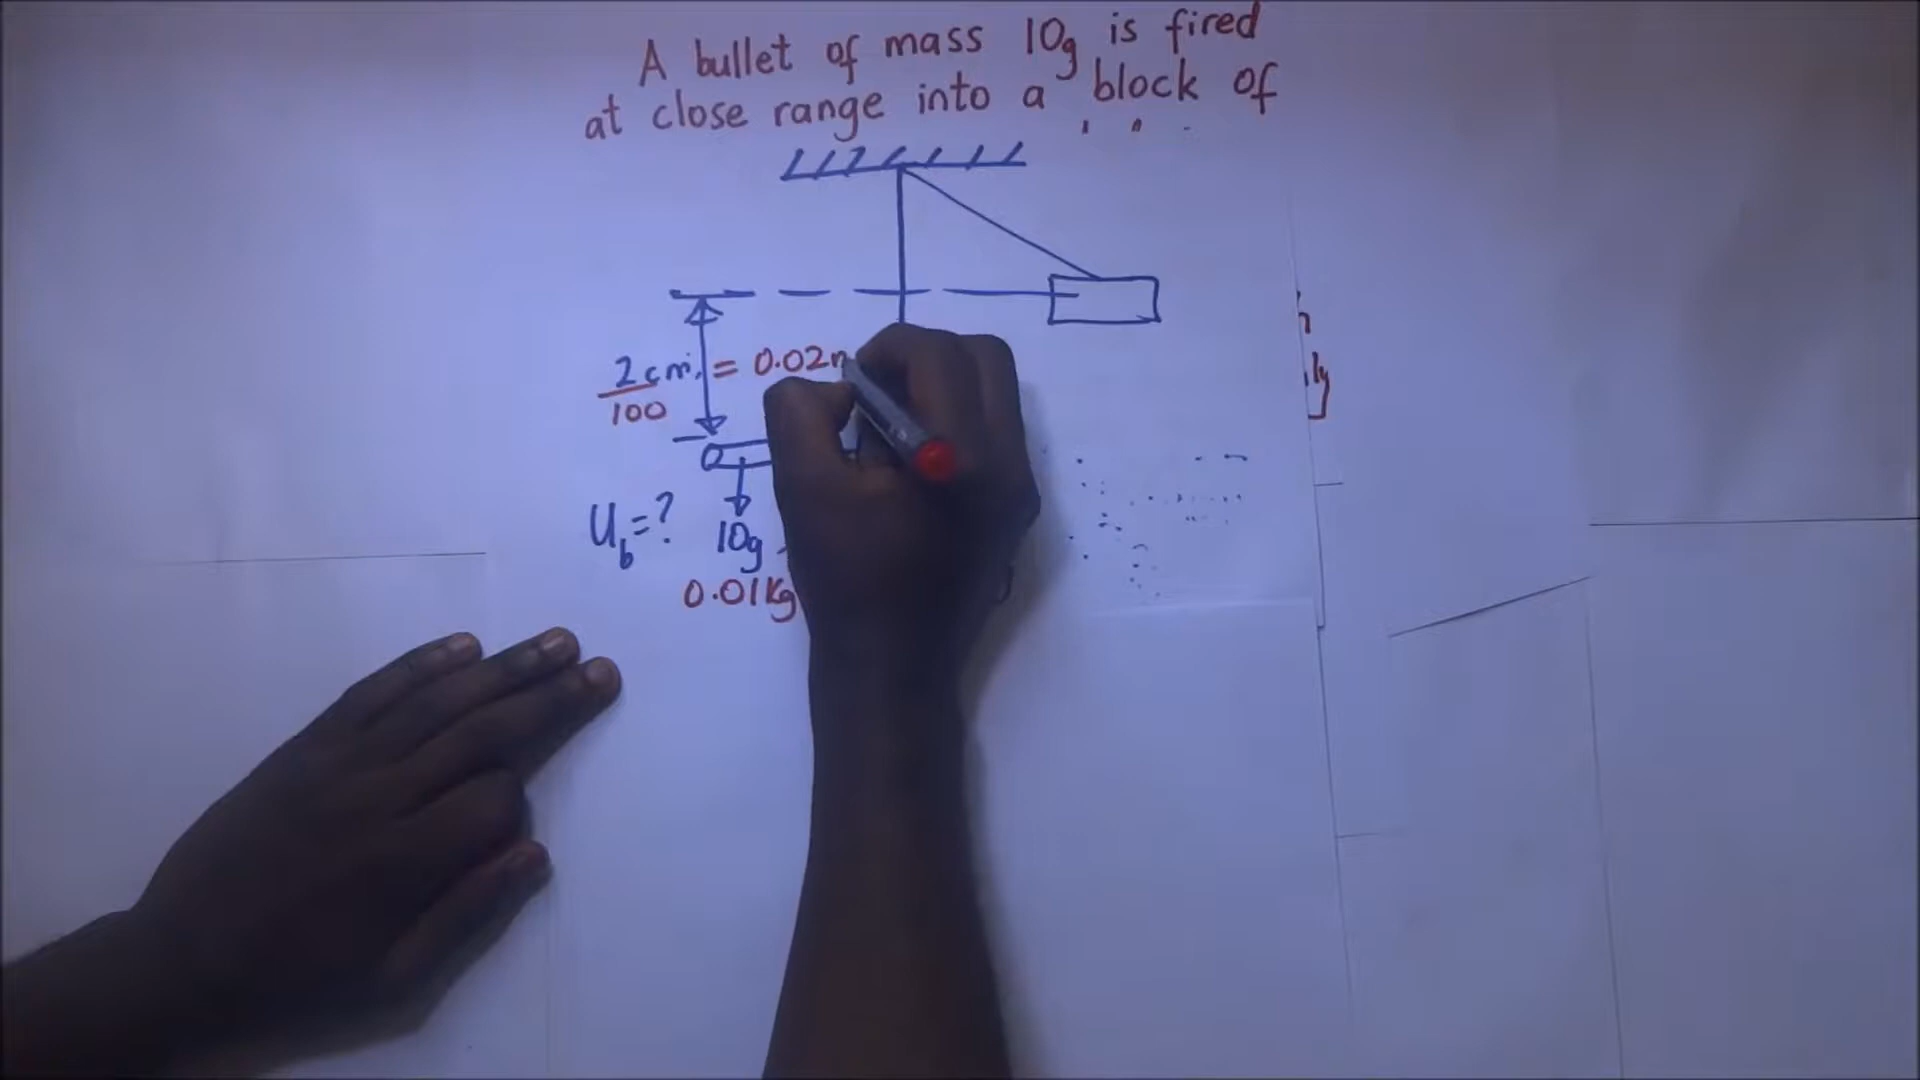 A bullet of mass 10g is fired
at close range into a block of
2cm = 0.02m
100
U_b=? 10g
0.01Kg